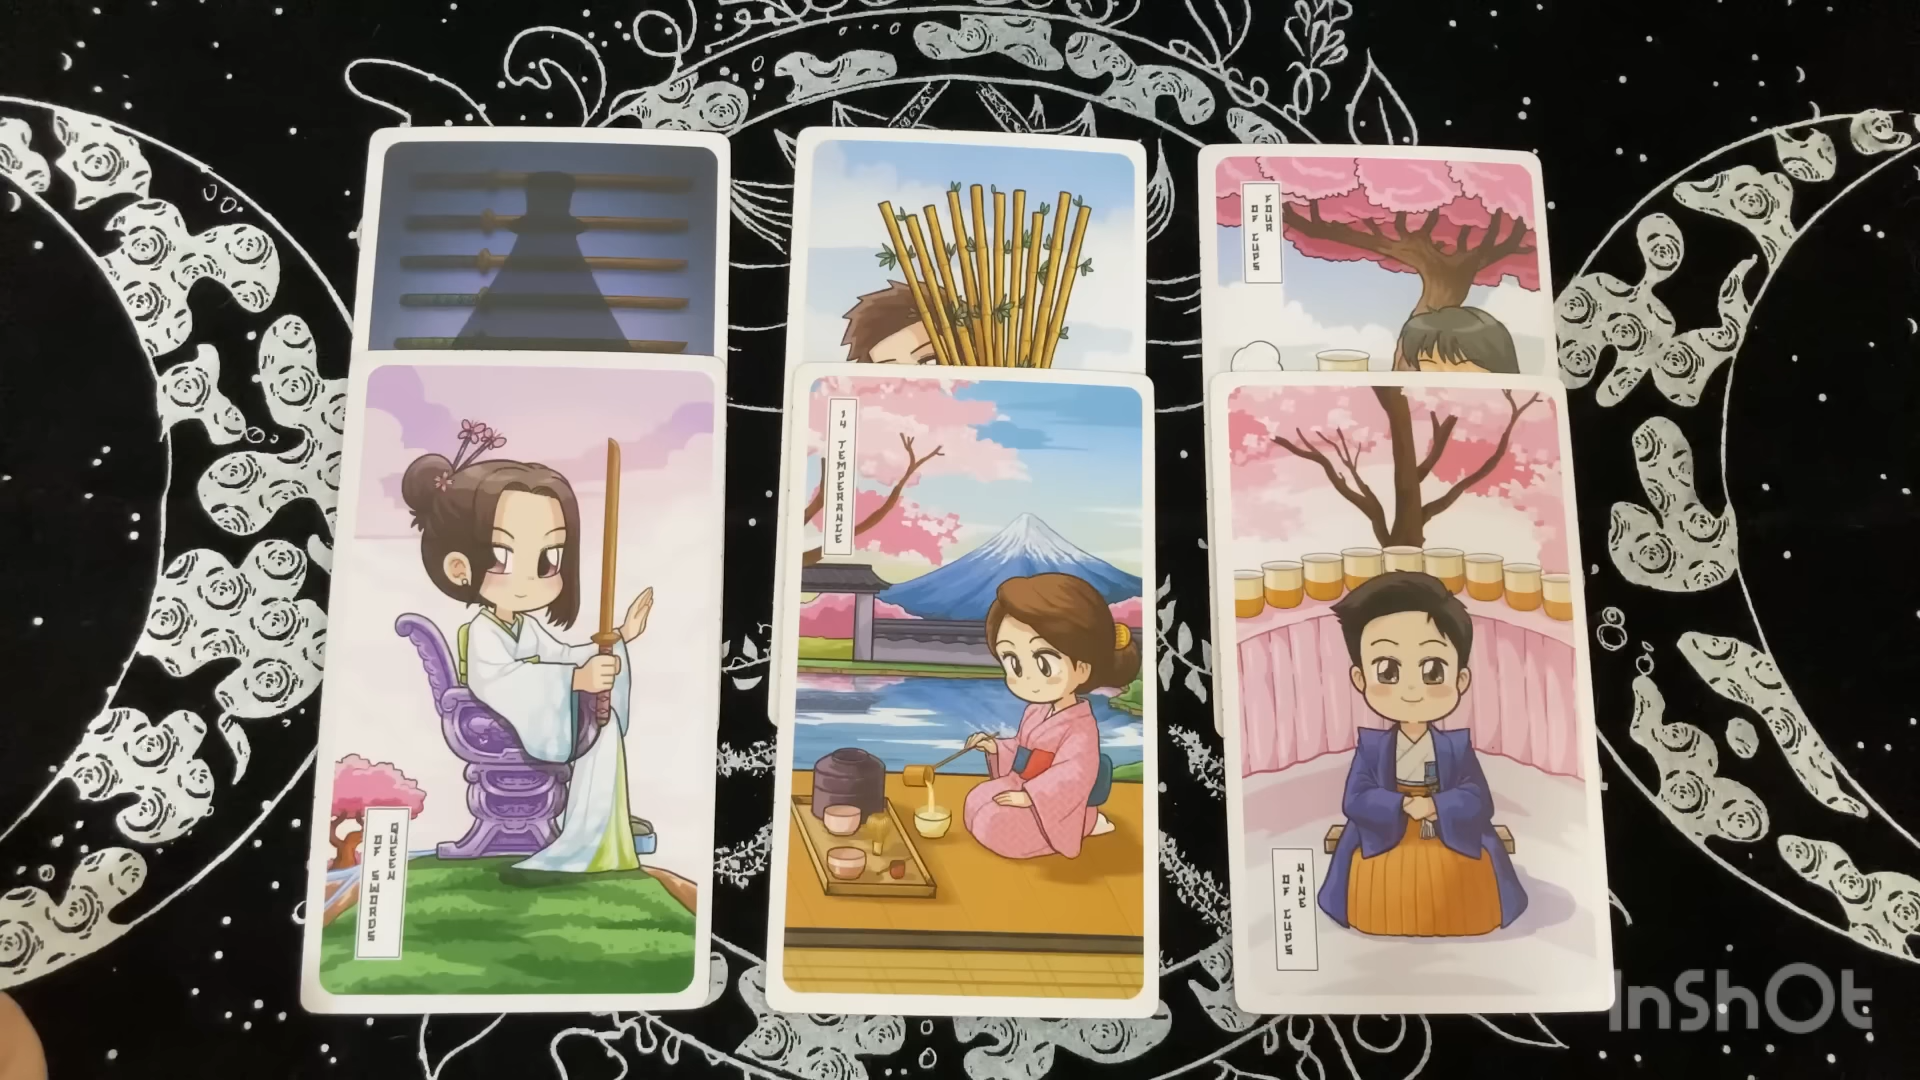 FOUR
OF CUPS
14 TEMPERANCE
QUEEN
OF SWORDS
NINE
OF CUPS
InShOt